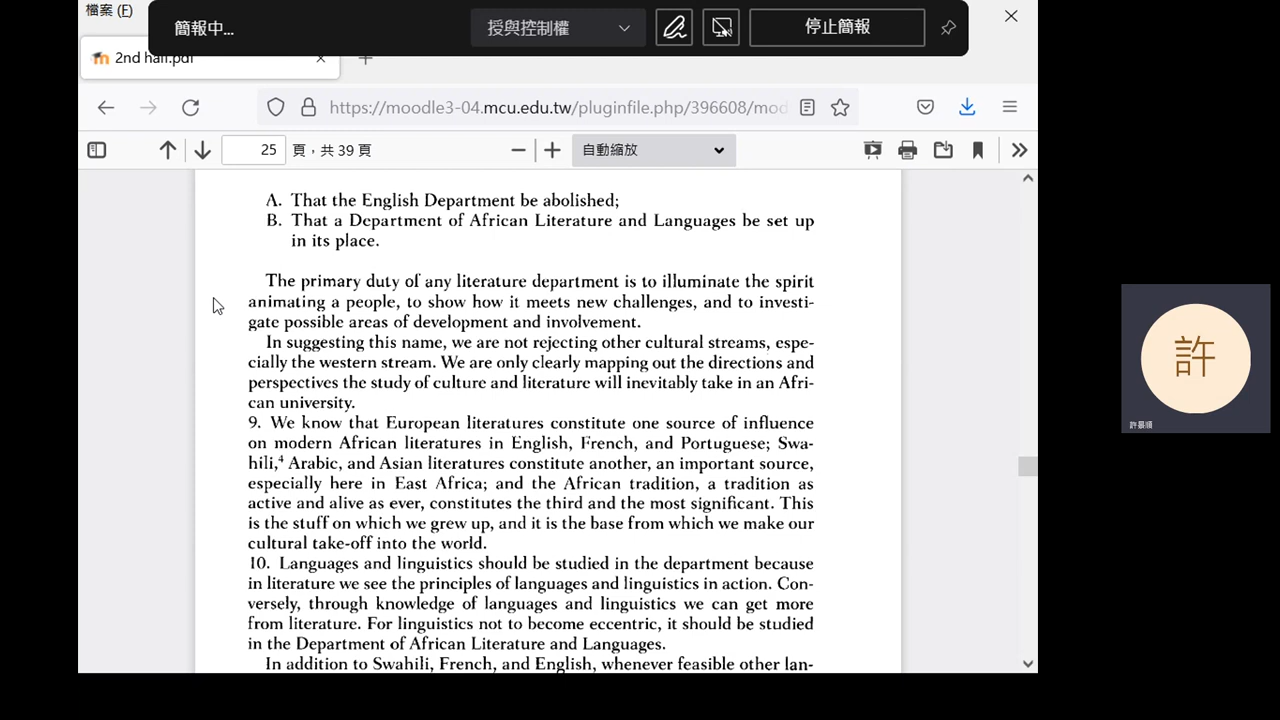 檔案 (F)
簡報中...
授與控制權
停止簡報
2nd half.pdf
https://moodle3-04.mcu.edu.tw/pluginfile.php/396608/mod
25 頁，共 39 頁
自動縮放
A. That the English Department be abolished;
B. That a Department of African Literature and Languages be set up
in its place.
The primary duty of any literature department is to illuminate the spirit
animating a people, to show how it meets new challenges, and to investi-
gate possible areas of development and involvement.
In suggesting this name, we are not rejecting other cultural streams, espe-
cially the western stream. We are only clearly mapping out the directions and
perspectives the study of culture and literature will inevitably take in an Afri-
can university.
9. We know that European literatures constitute one source of influence
on modern African literatures in English, French, and Portuguese; Swa-
hili,⁴ Arabic, and Asian literatures constitute another, an important source,
especially here in East Africa; and the African tradition, a tradition as
active and alive as ever, constitutes the third and the most significant. This
is the stuff on which we grew up, and it is the base from which we make our
cultural take-off into the world.
10. Languages and linguistics should be studied in the department because
in literature we see the principles of languages and linguistics in action. Con-
versely, through knowledge of languages and linguistics we can get more
from literature. For linguistics not to become eccentric, it should be studied
in the Department of African Literature and Languages.
In addition to Swahili, French, and English, whenever feasible other lan-
許
許景順